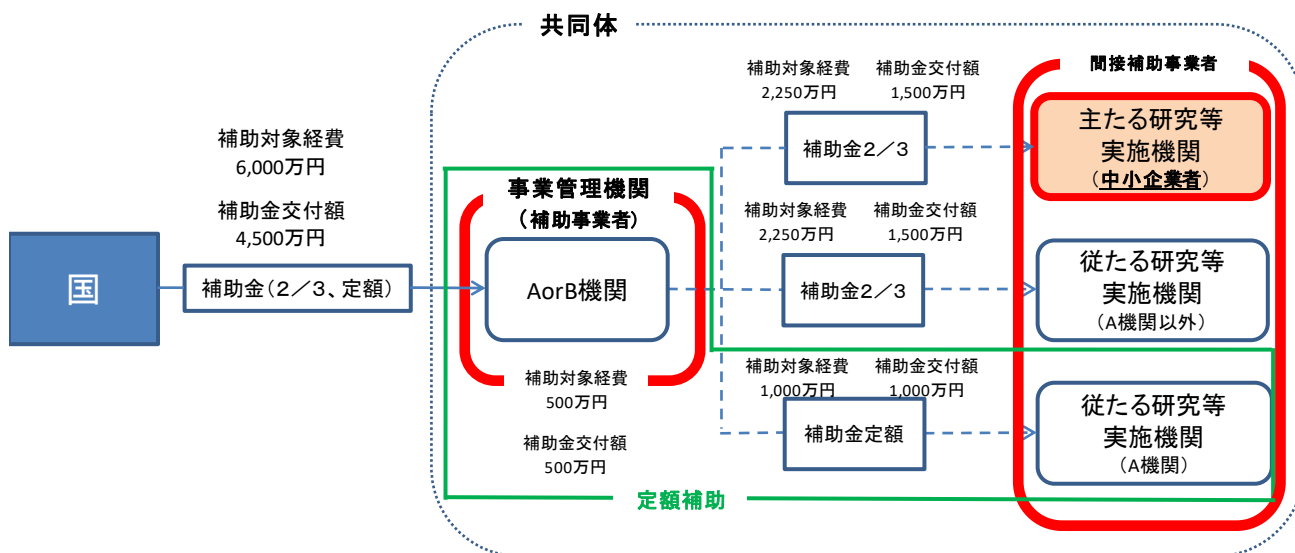 共同体
補助対象経費
6,000万円
補助金交付額
4,500万円
国
補助金(2/3、定額)
事業管理機関
(補助事業者)
AorB機関
補助対象経費
500万円
補助金交付額
500万円
補助対象経費
2,250万円
補助金交付額
1,500万円
補助金2/3
補助対象経費
2,250万円
補助金交付額
1,500万円
補助金2/3
補助対象経費
1,000万円
補助金交付額
1,000万円
補助金定額
間接補助事業者
主たる研究等
実施機関
(中小企業者)
従たる研究等
実施機関
(A機関以外)
従たる研究等
実施機関
(A機関)
定額補助